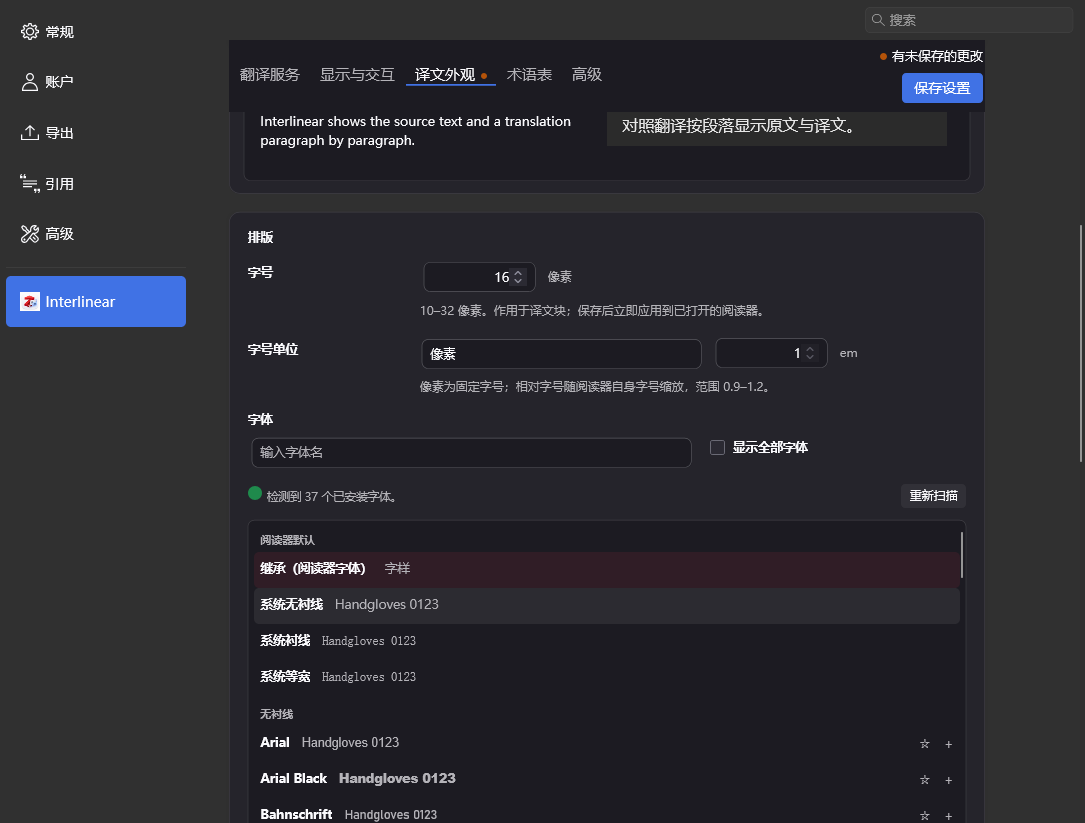 常规
账户
导出
引用
高级
Interlinear
搜索
翻译服务 显示与交互 译文外观 术语表 高级
有未保存的更改
保存设置
Interlinear shows the source text and a translation
paragraph by paragraph.
对照翻译按段落显示原文与译文。
排版
字号
16 像素
10–32 像素。作用于译文块；保存后立即应用到已打开的阅读器。
字号单位
像素 1 em
像素为固定字号；相对字号随阅读器自身字号缩放，范围 0.9–1.2。
字体
输入字体名 显示全部字体
检测到 37 个已安装字体。 重新扫描
阅读器默认
继承（阅读器字体） 字样
系统无衬线 Handgloves 0123
系统衬线 Handgloves 0123
系统等宽 Handgloves 0123
无衬线
Arial Handgloves 0123 ☆ +
Arial Black Handgloves 0123 ☆ +
Bahnschrift Handgloves 0123 ☆ +